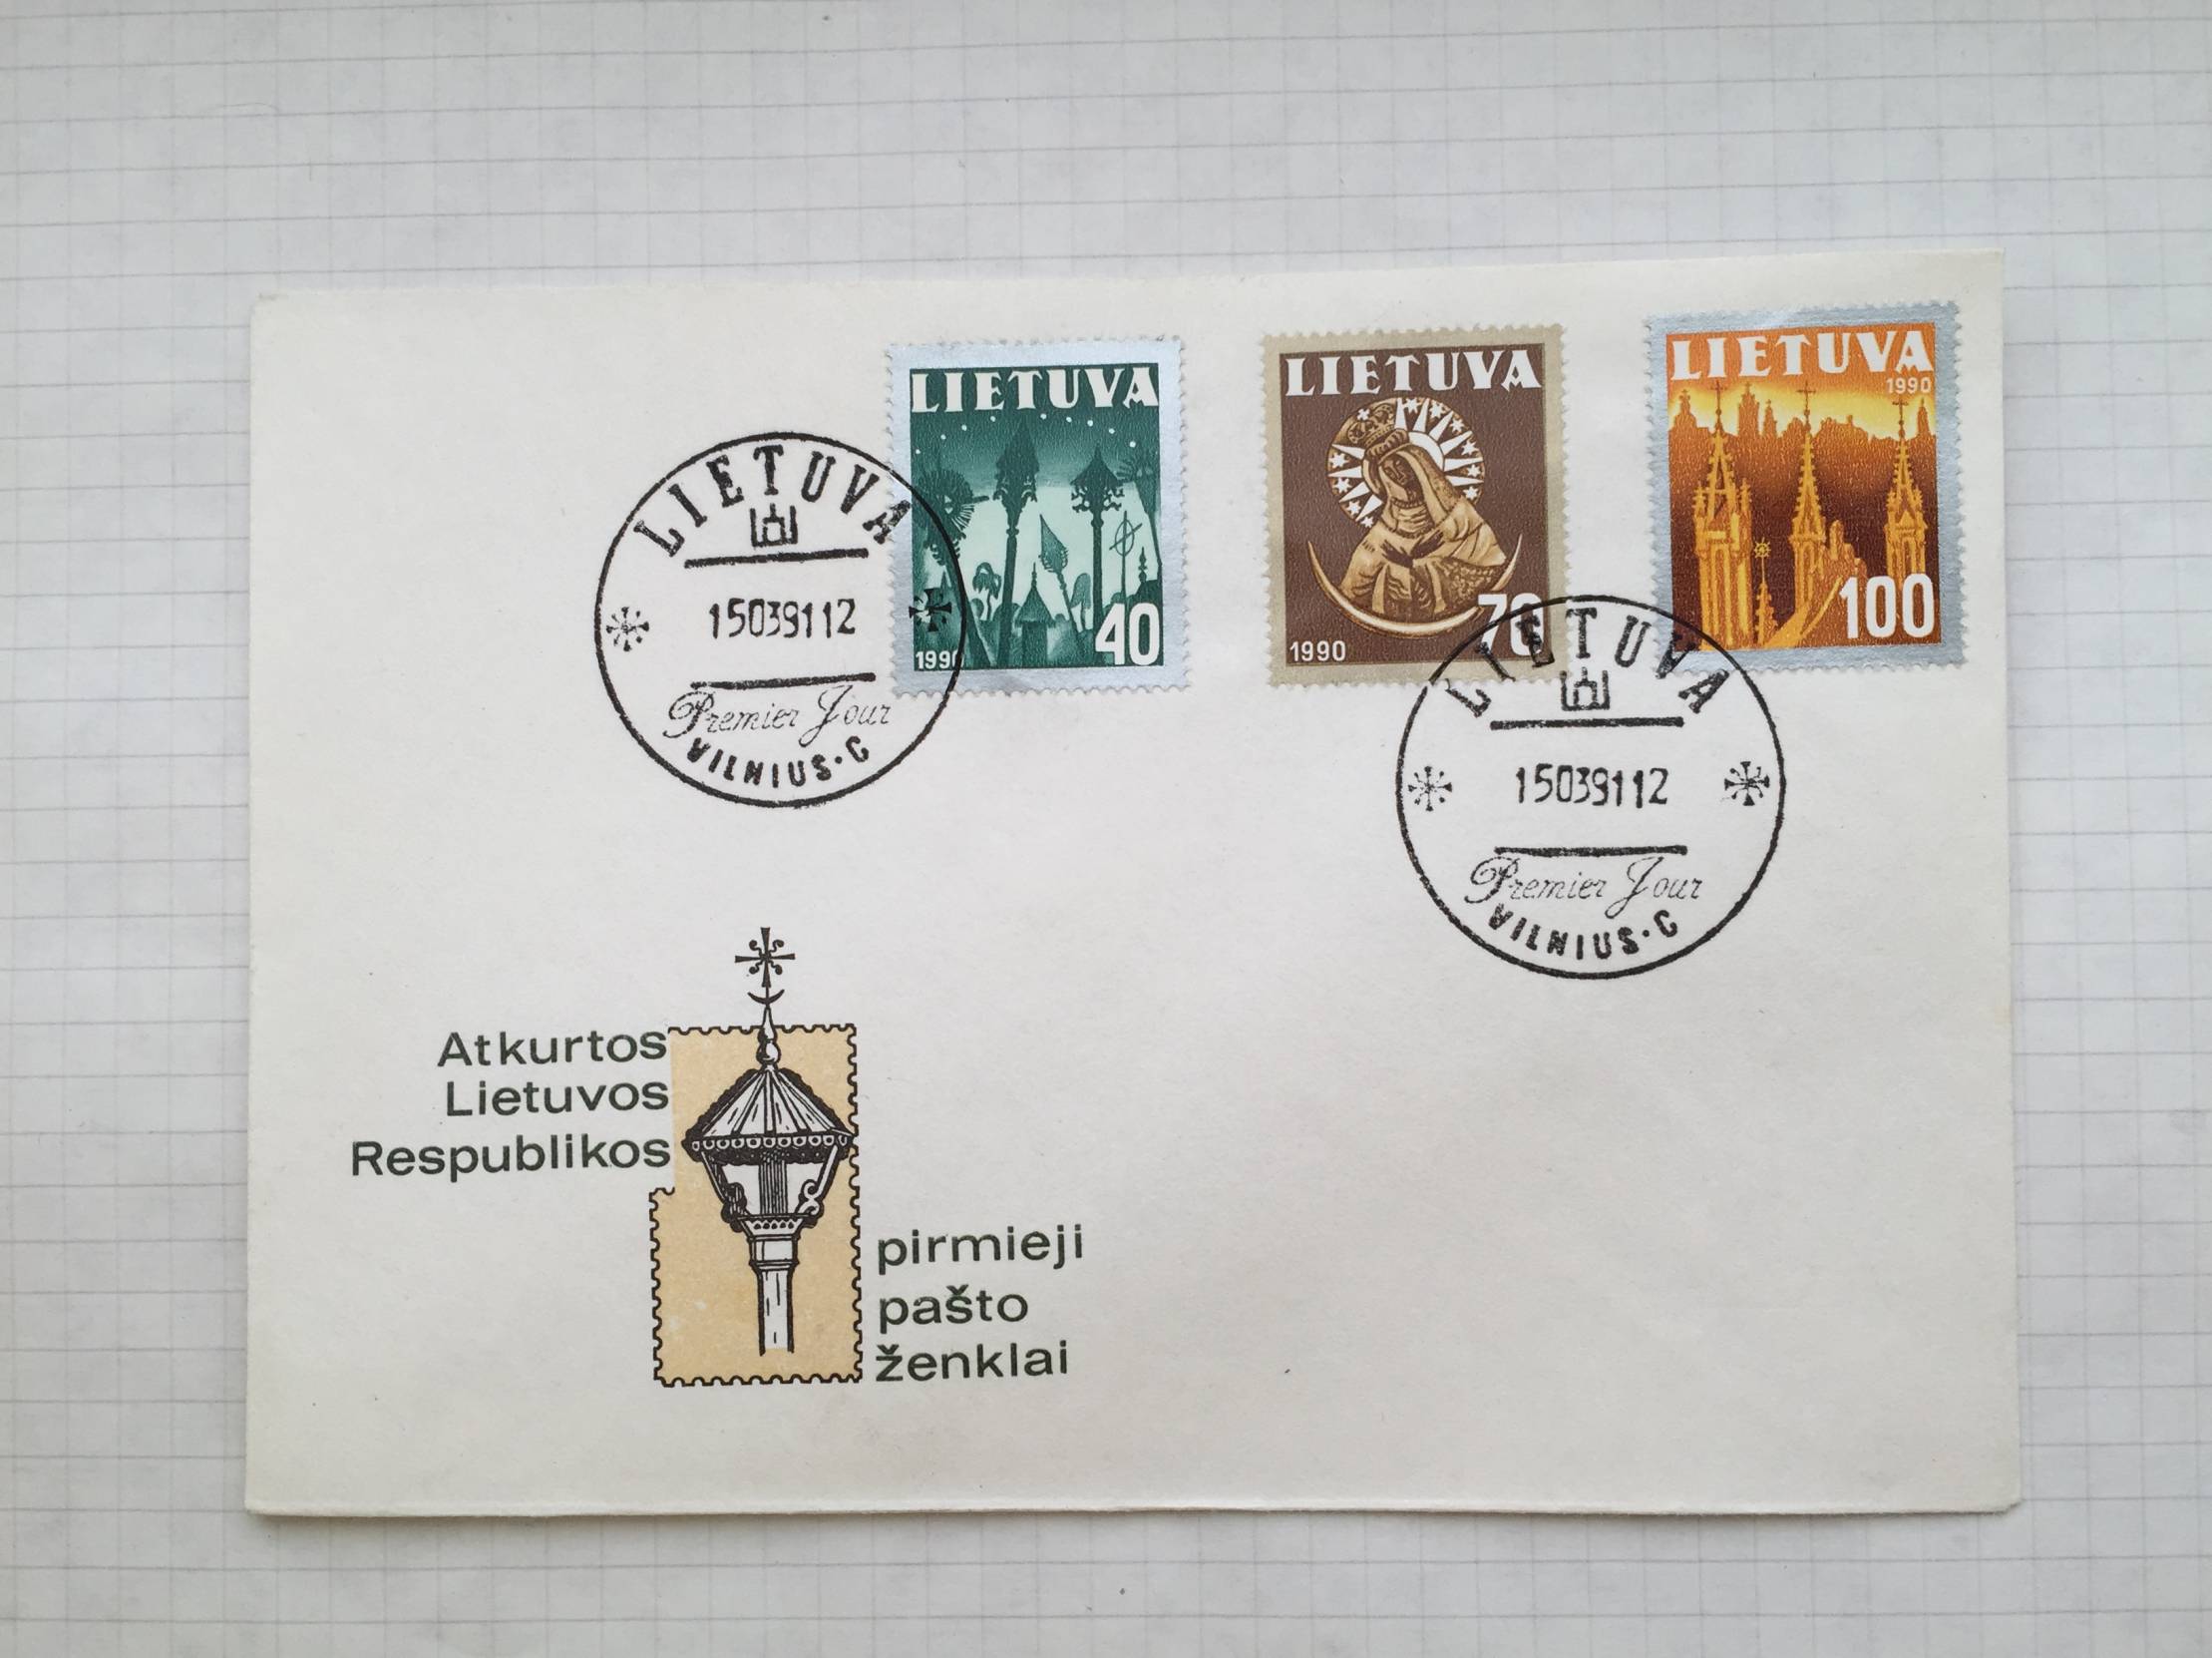 LIETUVA
1990
40
LIETUVA
1990
70
LIETUVA
1990
100
LIETUVA
15039112
Premier Jour
VILNIUS·C
LIETUVA
15039112
Premier Jour
VILNIUS·C
Atkurtos
Lietuvos
Respublikos
pirmieji
pašto
ženklai